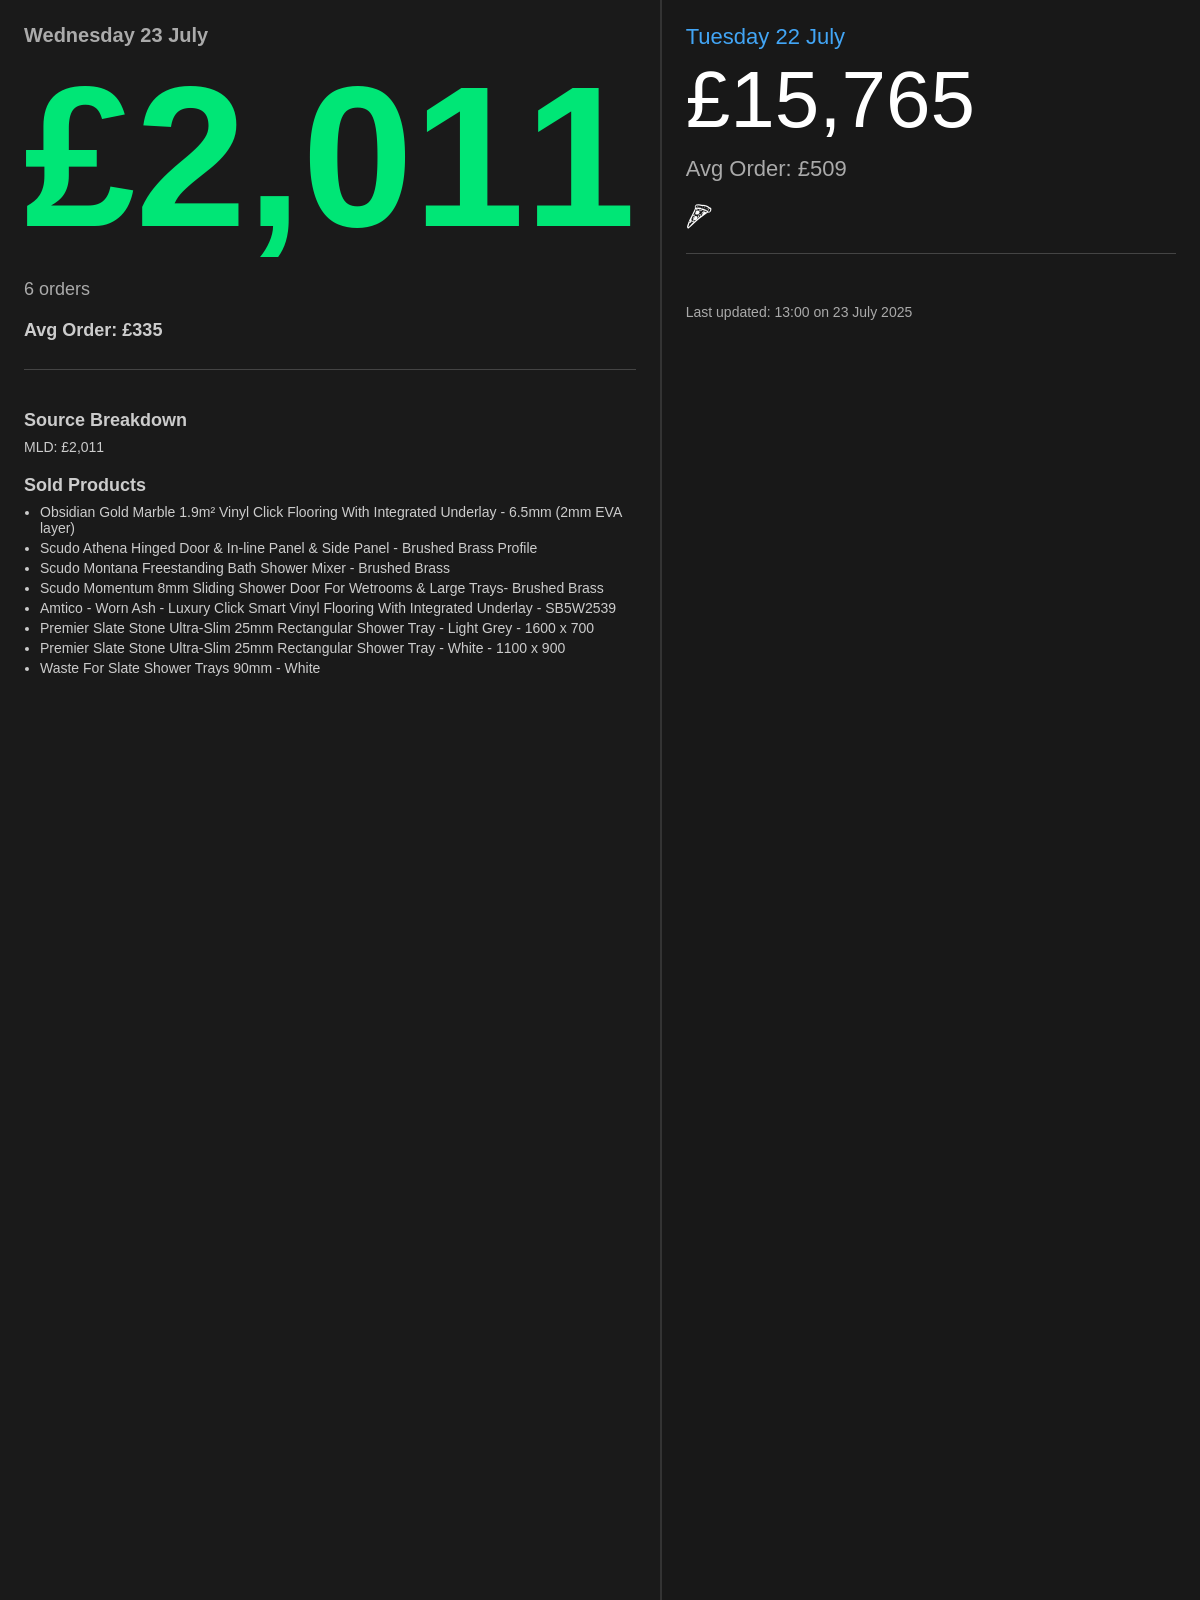 Wednesday 23 July
£2,011
6 orders
Avg Order: £335
Source Breakdown
MLD: £2,011
Sold Products
• Obsidian Gold Marble 1.9m² Vinyl Click Flooring With Integrated Underlay - 6.5mm (2mm EVA
layer)
• Scudo Athena Hinged Door & In-line Panel & Side Panel - Brushed Brass Profile
• Scudo Montana Freestanding Bath Shower Mixer - Brushed Brass
• Scudo Momentum 8mm Sliding Shower Door For Wetrooms & Large Trays- Brushed Brass
• Amtico - Worn Ash - Luxury Click Smart Vinyl Flooring With Integrated Underlay - SB5W2539
• Premier Slate Stone Ultra-Slim 25mm Rectangular Shower Tray - Light Grey - 1600 x 700
• Premier Slate Stone Ultra-Slim 25mm Rectangular Shower Tray - White - 1100 x 900
• Waste For Slate Shower Trays 90mm - White
Tuesday 22 July
£15,765
Avg Order: £509
🍕
Last updated: 13:00 on 23 July 2025